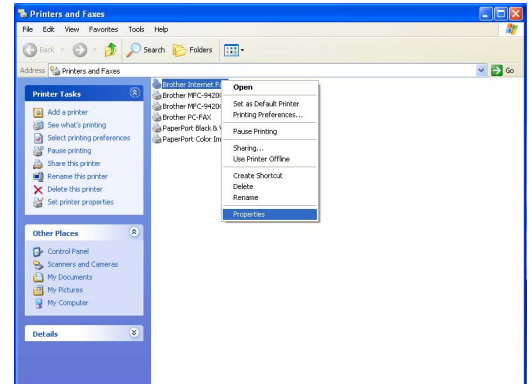 Printers and Faxes
File Edit View Favorites Tools Help
Back Search Folders
Address Printers and Faxes Go
Printer Tasks
Add a printer
See what's printing
Select printing preferences
Pause printing
Share this printer
Rename this printer
Delete this printer
Set printer properties
Other Places
Control Panel
Scanners and Cameras
My Documents
My Pictures
My Computer
Details
Brother Internet Fa
Brother MFC-9420
Brother MFC-9420
Brother PC-FAX
PaperPort Black &
PaperPort Color Im
Open
Set as Default Printer
Printing Preferences...
Pause Printing
Sharing...
Use Printer Offline
Create Shortcut
Delete
Rename
Properties